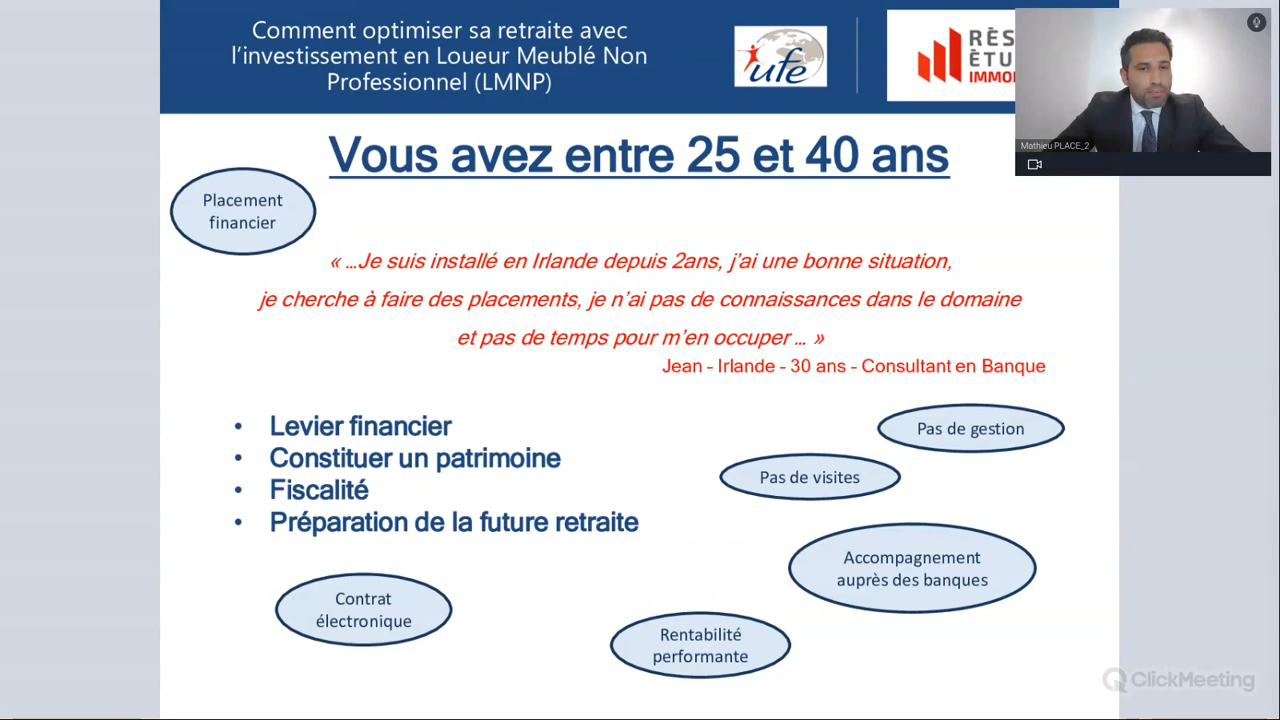 Comment optimiser sa retraite avec
l'investissement en Loueur Meublé Non
Professionnel (LMNP)
ufe
RÈS
ÉTU
IMMO
Mathieu PLACE_2
Vous avez entre 25 et 40 ans
Placement
financier
« ...Je suis installé en Irlande depuis 2ans, j'ai une bonne situation,
je cherche à faire des placements, je n'ai pas de connaissances dans le domaine
et pas de temps pour m'en occuper ... »
Jean - Irlande - 30 ans - Consultant en Banque
• Levier financier
• Constituer un patrimoine
• Fiscalité
• Préparation de la future retraite
Pas de gestion
Pas de visites
Accompagnement
auprès des banques
Contrat
électronique
Rentabilité
performante
ClickMeeting